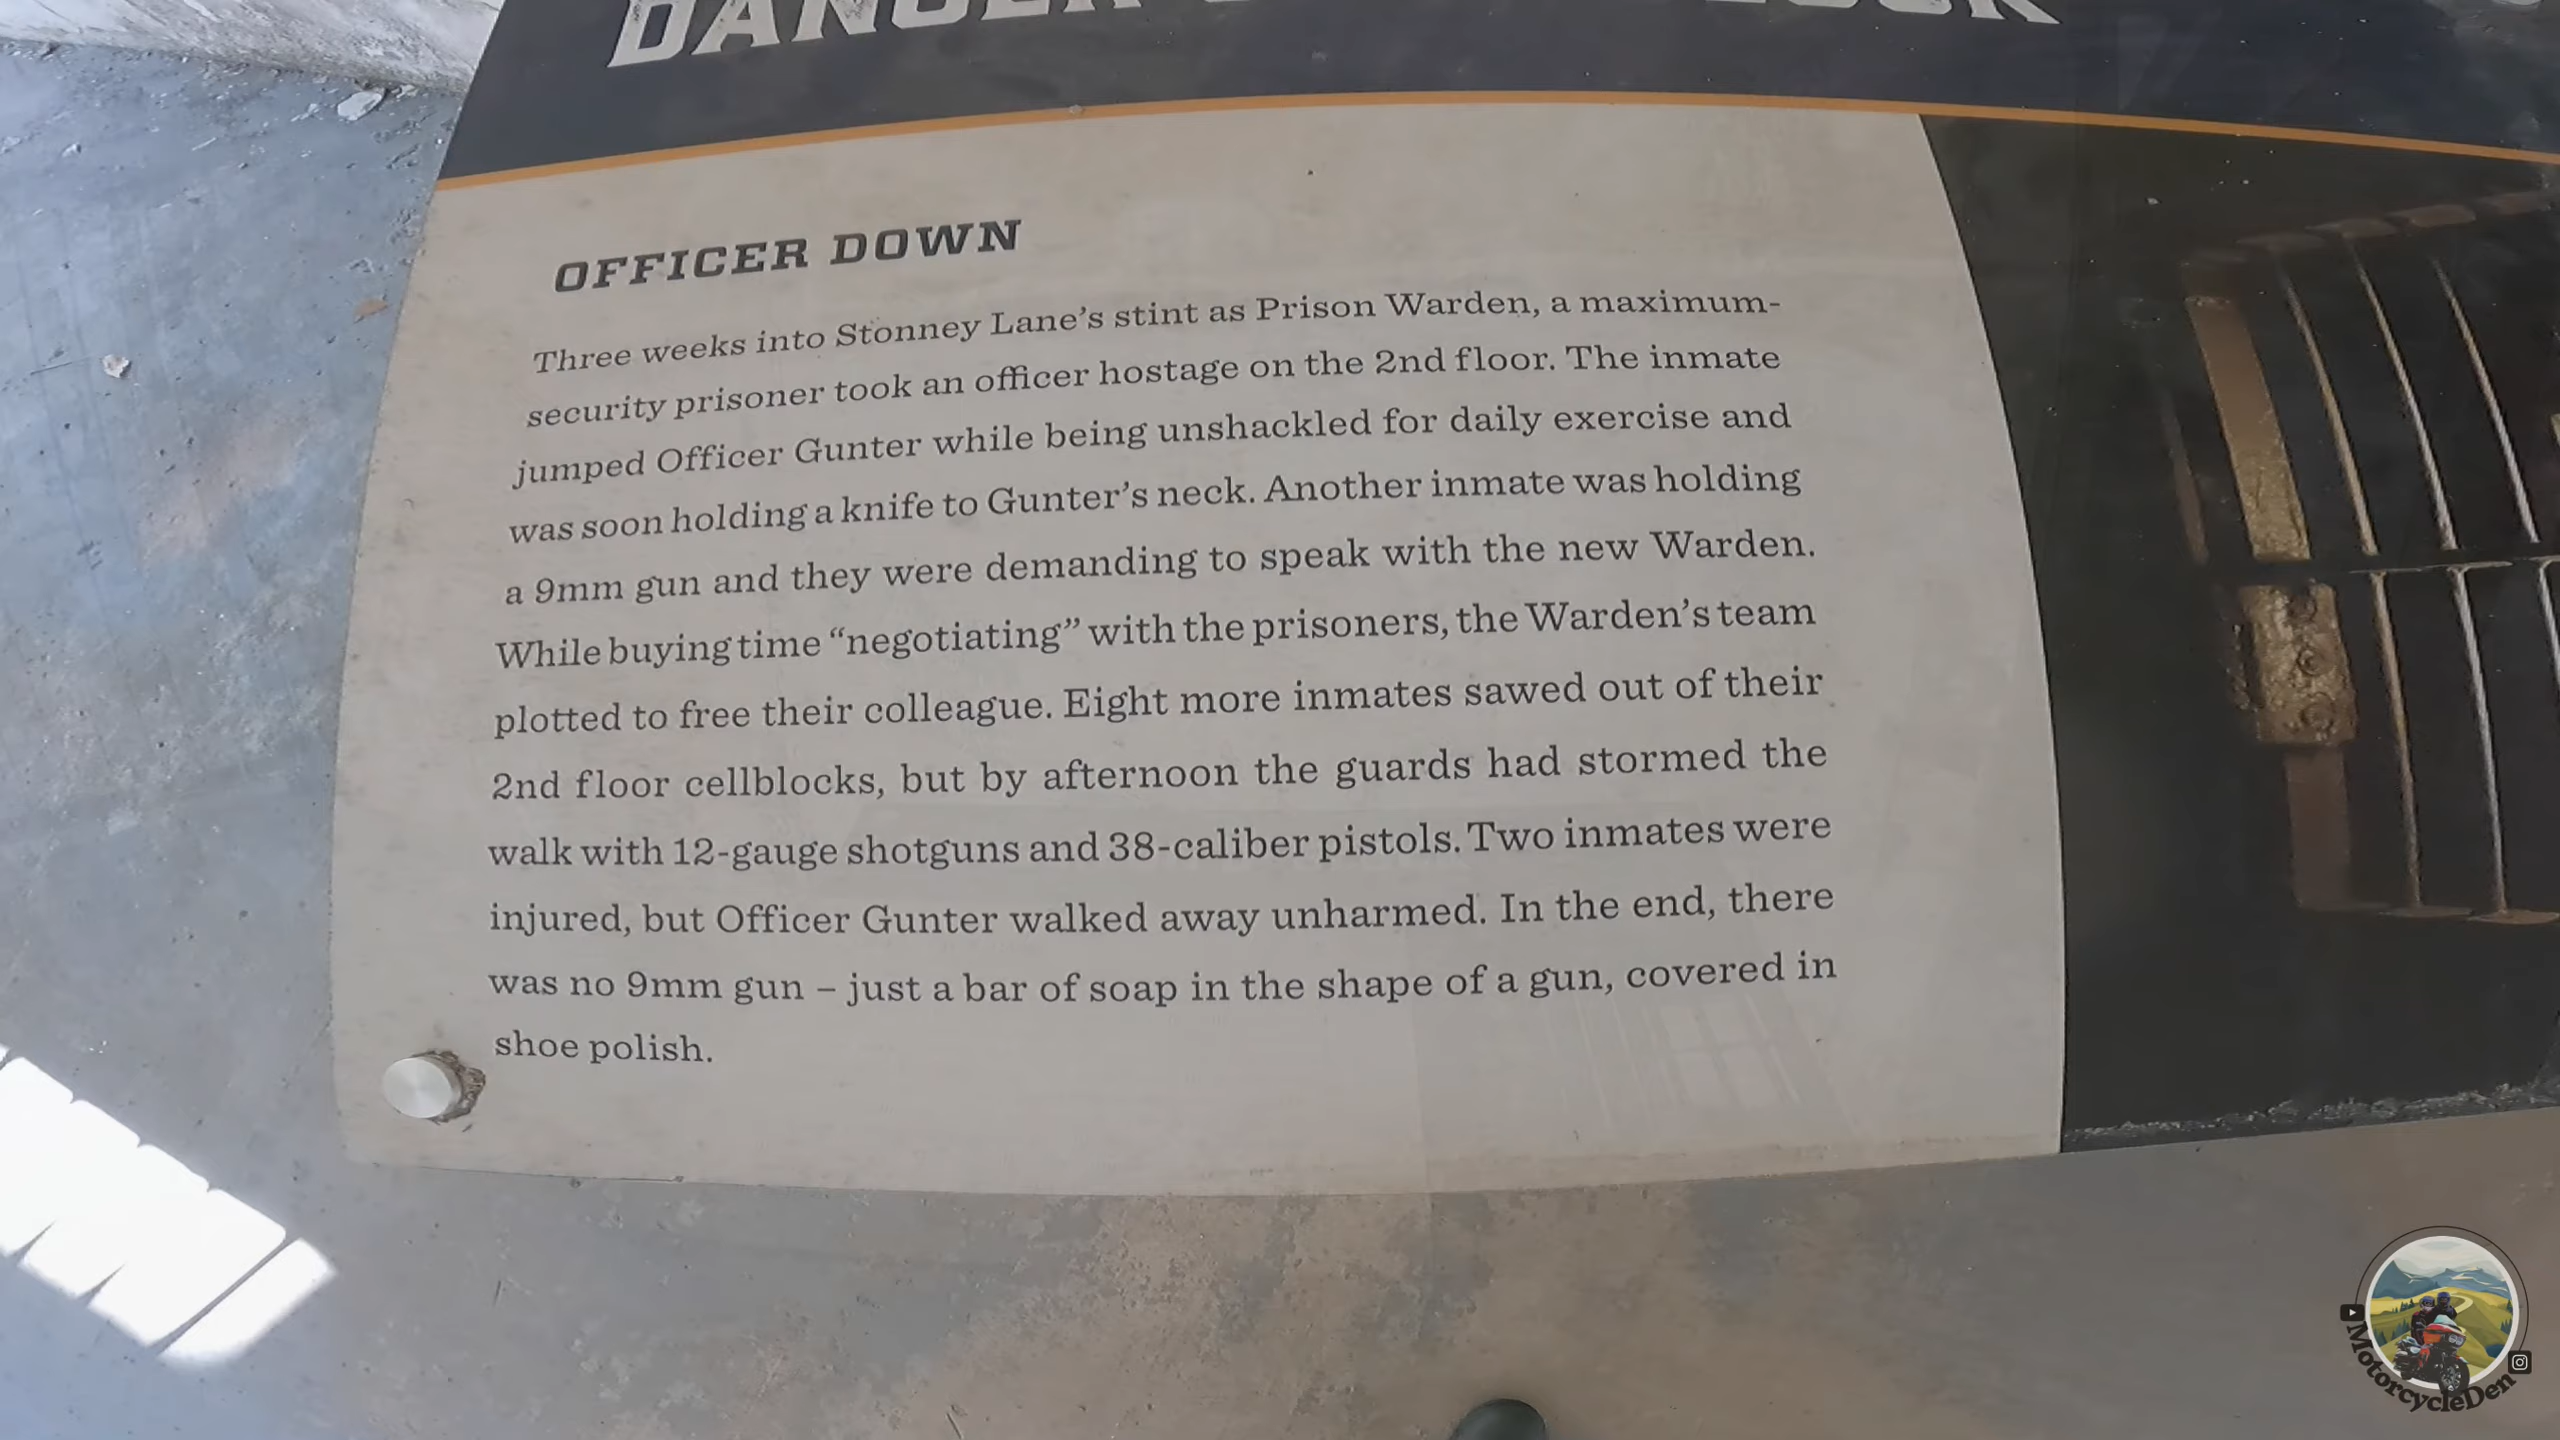 OFFICER DOWN
Three weeks into Stonney Lane’s stint as Prison Warden, a maximum-
security prisoner took an officer hostage on the 2nd floor. The inmate
jumped Officer Gunter while being unshackled for daily exercise and
was soon holding a knife to Gunter’s neck. Another inmate was holding
a 9mm gun and they were demanding to speak with the new Warden.
While buying time “negotiating” with the prisoners, the Warden’s team
plotted to free their colleague. Eight more inmates sawed out of their
2nd floor cellblocks, but by afternoon the guards had stormed the
walk with 12-gauge shotguns and 38-caliber pistols. Two inmates were
injured, but Officer Gunter walked away unharmed. In the end, there
was no 9mm gun – just a bar of soap in the shape of a gun, covered in
shoe polish.
MotorcycleDen